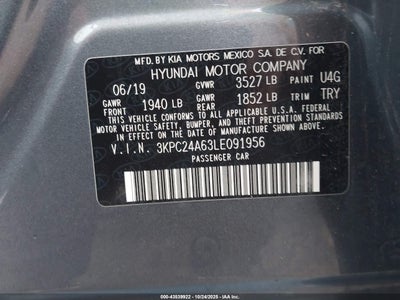 MFD. BY KIA MOTORS MEXICO S.A. DE C.V. FOR
HYUNDAI MOTOR COMPANY
06/19 GVWR 3527 LB PAINT U4G
GAWR FRONT 1940 LB GAWR REAR 1852 LB TRIM TRY
THIS VEHICLE CONFORMS TO ALL APPLICABLE U.S. FEDERAL MOTOR
VEHICLE SAFETY, BUMPER, AND THEFT PREVENTION STANDARDS
IN EFFECT ON THE DATE OF MANUFACTURE SHOWN ABOVE.
V.I.N. 3KPC24A63LE091956
PASSENGER CAR
000-43939922 - 10/24/2025 - IAA Inc.